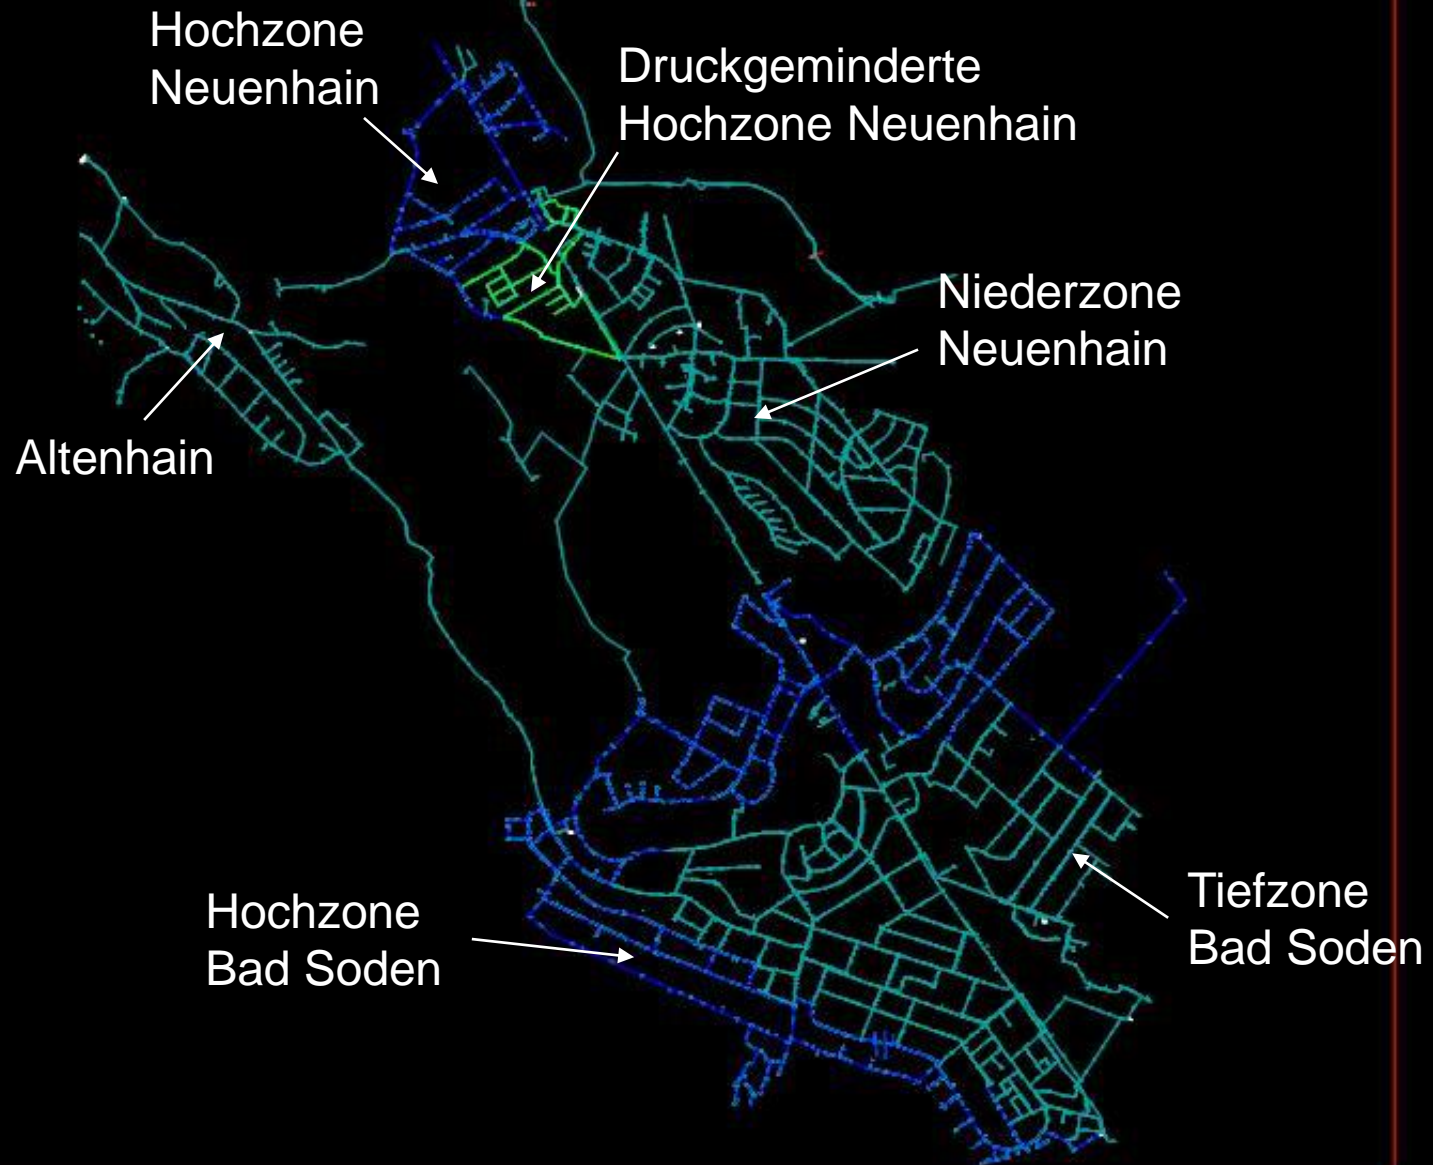 Hochzone
Neuenhain
Druckgeminderte
Hochzone Neuenhain
Niederzone
Neuenhain
Altenhain
Tiefzone
Bad Soden
Hochzone
Bad Soden